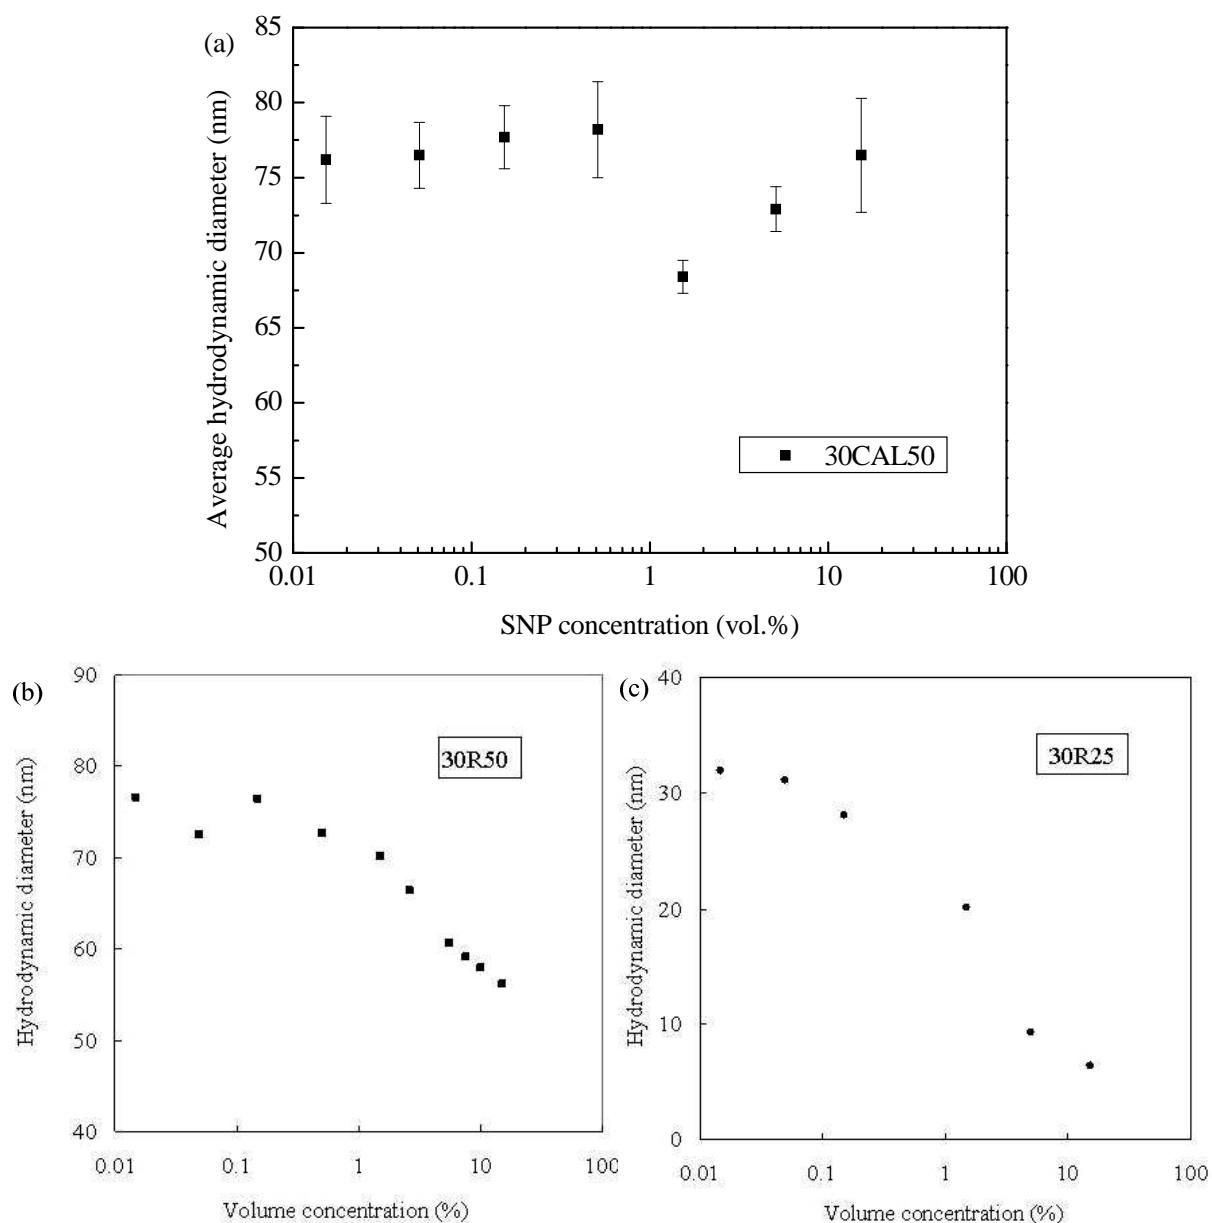 (a)
Average hydrodynamic diameter (nm)
85
80
75
70
65
60
55
50
30CAL50
0.01 0.1 1 10 100
SNP concentration (vol.%)
(b)
Hydrodynamic diameter (nm)
90
80
70
60
50
40
30R50
0.01 0.1 1 10 100
Volume concentration (%)
(c)
Hydrodynamic diameter (nm)
40
30
20
10
0
30R25
0.01 0.1 1 10 100
Volume concentration (%)